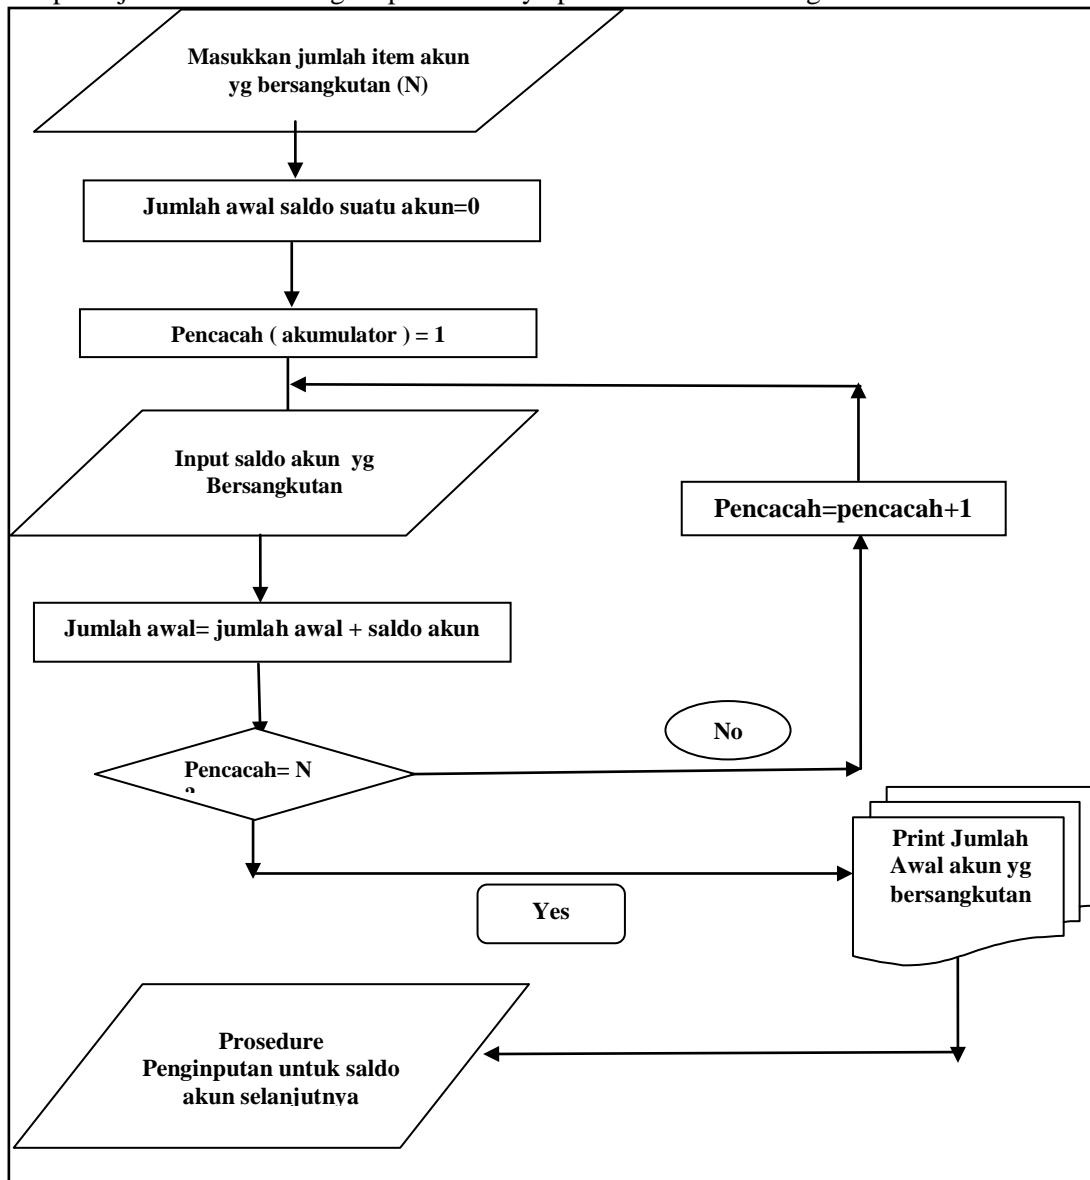 Masukkan jumlah item akun
yg bersangkutan (N)
Jumlah awal saldo suatu akun=0
Pencacah ( akumulator ) = 1
Input saldo akun yg
Bersangkutan
Pencacah=pencacah+1
Jumlah awal= jumlah awal + saldo akun
No
Pencacah= N
?
Print Jumlah
Awal akun yg
bersangkutan
Yes
Prosedure
Penginputan untuk saldo
akun selanjutnya